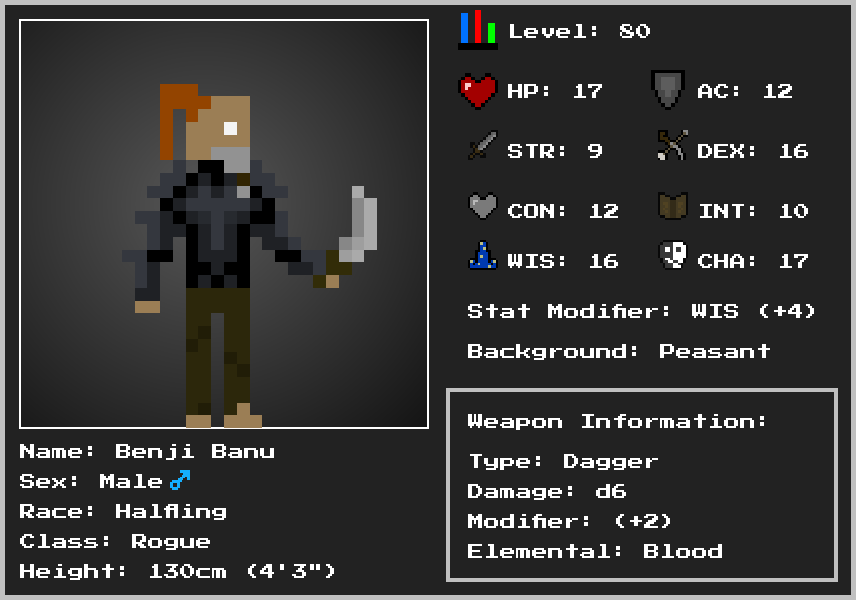 Level: 80
HP: 17
AC: 12
STR: 9
DEX: 16
CON: 12
INT: 10
WIS: 16
CHA: 17
Stat Modifier: WIS (+4)
Background: Peasant
Weapon Information:
Type: Dagger
Damage: d6
Modifier: (+2)
Elemental: Blood
Name: Benji Banu
Sex: Male♂
Race: Halfling
Class: Rogue
Height: 130cm (4'3")